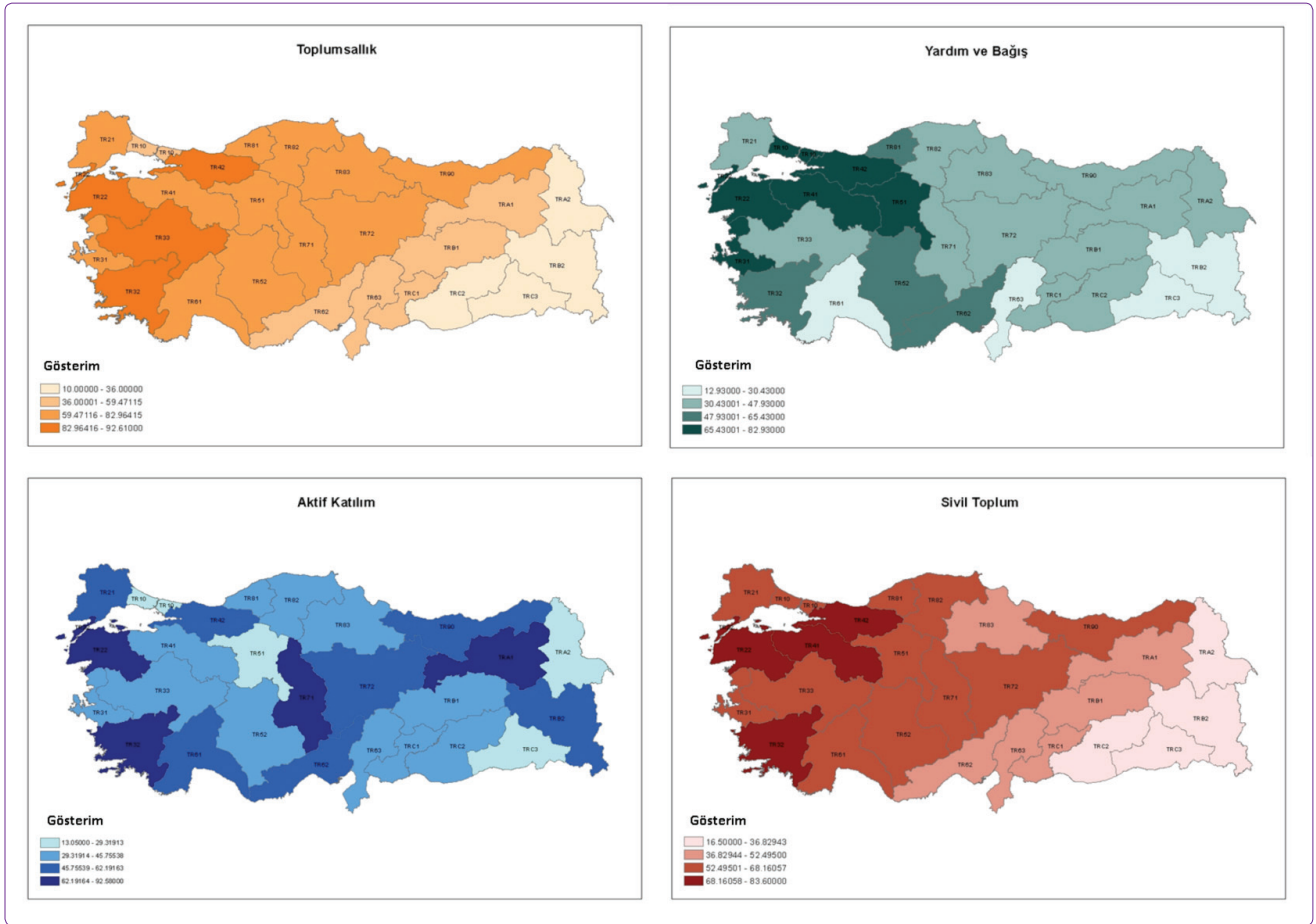 Toplumsallık
TR21
TR10
TR10
TR42
TR81
TR82
TR83
TR90
TRA1
TRA2
TR22
TR41
TR51
TR33
TR71
TR72
TRB1
TRB2
TR31
TR32
TR52
TR61
TR62
TR63
TRC1
TRC2
TRC3
Gösterim
10.00000 - 36.00000
36.00001 - 59.47115
59.47116 - 82.96415
82.96416 - 92.61000
Yardım ve Bağış
TR21
TR42
TR81
TR82
TR83
TR90
TRA1
TRA2
TR22
TR41
TR51
TR33
TR71
TR72
TRB1
TRB2
TR31
TR32
TR52
TR61
TR62
TR63
TRC1
TRC2
TRC3
Gösterim
12.93000 - 30.43000
30.43001 - 47.93000
47.93001 - 65.43000
65.43001 - 82.93000
Aktif Katılım
TR21
TR10
TR10
TR42
TR81
TR82
TR83
TR90
TRA1
TRA2
TR22
TR41
TR51
TR33
TR71
TR72
TRB1
TRB2
TR31
TR32
TR52
TR61
TR62
TR63
TRC1
TRC2
TRC3
Gösterim
13.05000 - 29.31913
29.31914 - 45.75538
45.75539 - 62.19163
62.19164 - 92.58000
Sivil Toplum
TR21
TR10
TR10
TR42
TR81
TR82
TR83
TR90
TRA1
TRA2
TR22
TR41
TR51
TR33
TR71
TR72
TRB1
TRB2
TR31
TR32
TR52
TR61
TR62
TR63
TRC1
TRC2
TRC3
Gösterim
16.50000 - 36.82943
36.82944 - 52.49500
52.49501 - 68.16057
68.16058 - 83.60000